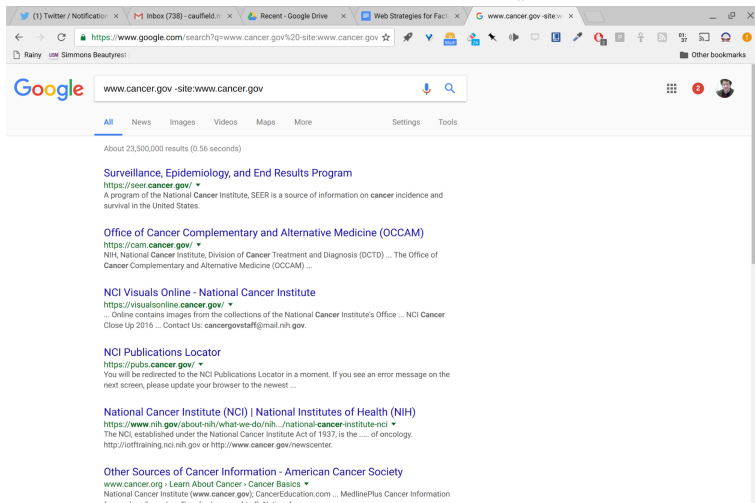 (1) Twitter / Notification
Inbox (738) - caulfield.m
Recent - Google Drive
Web Strategies for Fact
www.cancer.gov -site:w
https://www.google.com/search?q=www.cancer.gov%20-site:www.cancer.gov
Rainy
USM Simmons Beautyrest
Other bookmarks
Google
www.cancer.gov -site:www.cancer.gov
2
All News Images Videos Maps More Settings Tools
About 23,500,000 results (0.56 seconds)
Surveillance, Epidemiology, and End Results Program
https://seer.cancer.gov/
A program of the National Cancer Institute, SEER is a source of information on cancer incidence and
survival in the United States.
Office of Cancer Complementary and Alternative Medicine (OCCAM)
https://cam.cancer.gov/
NIH, National Cancer Institute, Division of Cancer Treatment and Diagnosis (DCTD) ... The Office of
Cancer Complementary and Alternative Medicine (OCCAM) ...
NCI Visuals Online - National Cancer Institute
https://visualsonline.cancer.gov/
... Online contains images from the collections of the National Cancer Institute's Office ... NCI Cancer
Close Up 2016 ... Contact Us: cancergovstaff@mail.nih.gov.
NCI Publications Locator
https://pubs.cancer.gov/
You will be redirected to the NCI Publications Locator in a moment. If you see an error message on the
next screen, please update your browser to the newest ...
National Cancer Institute (NCI) | National Institutes of Health (NIH)
https://www.nih.gov/about-nih/what-we-do/nih.../national-cancer-institute-nci
The NCI, established under the National Cancer Institute Act of 1937, is the ..... of oncology.
http://iotftraining.nci.nih.gov or http://www.cancer.gov/newscenter.
Other Sources of Cancer Information - American Cancer Society
www.cancer.org › Learn About Cancer › Cancer Basics
National Cancer Institute (www.cancer.gov); CancerEducation.com ... MedlinePlus Cancer Information